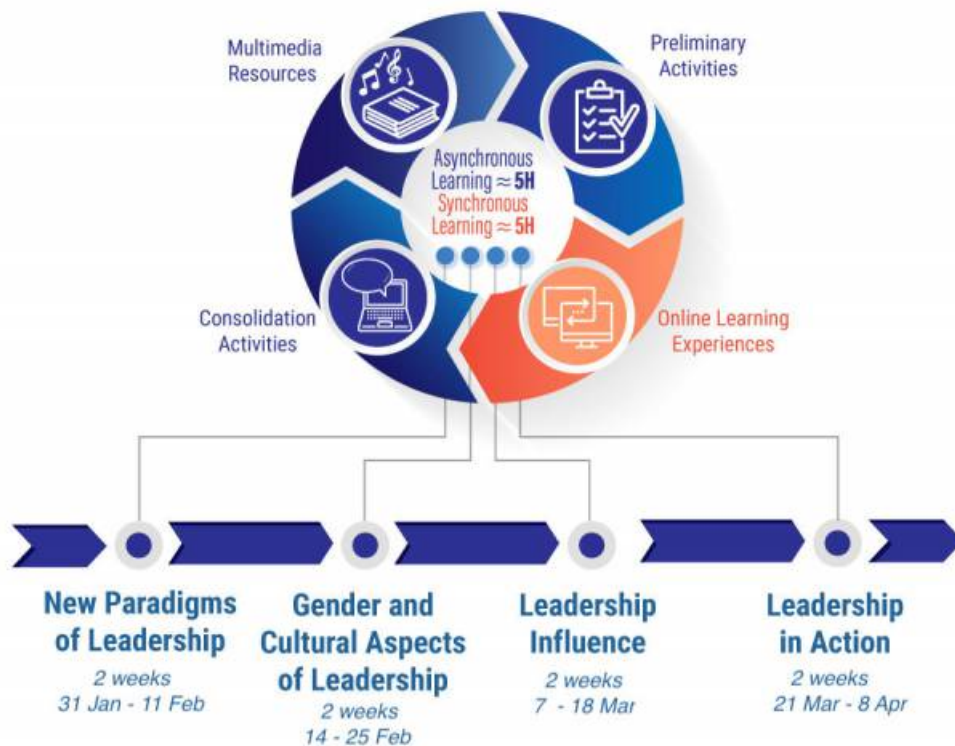 Multimedia
Resources
Preliminary
Activities
Asynchronous
Learning ≈ 5H
Synchronous
Learning ≈ 5H
Consolidation
Activities
Online Learning
Experiences
New Paradigms
of Leadership
2 weeks
31 Jan - 11 Feb
Gender and
Cultural Aspects
of Leadership
2 weeks
14 - 25 Feb
Leadership
Influence
2 weeks
7 - 18 Mar
Leadership
in Action
2 weeks
21 Mar - 8 Apr